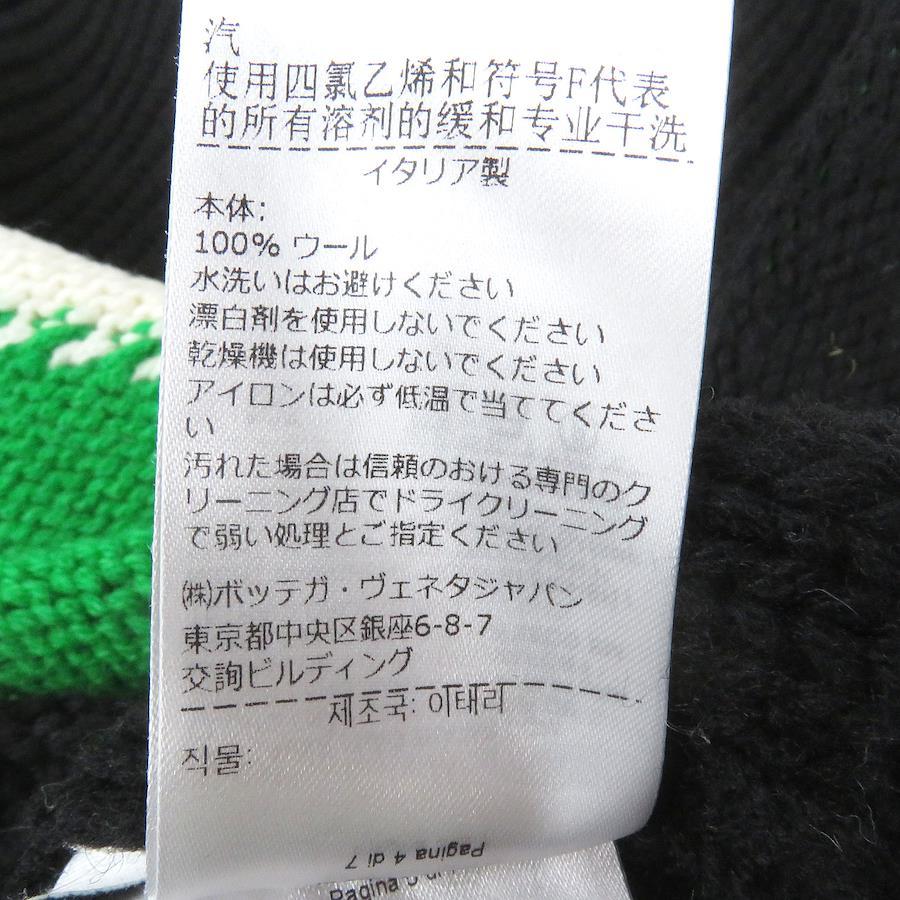 汽
使用四氯乙烯和符号F代表
的所有溶剂的缓和专业干洗
イタリア製
本体:
100% ウール
水洗いはお避けください
漂白剤を使用しないでください
乾燥機は使用しないでください
アイロンは必ず低温で当ててくださ
い
汚れた場合は信頼のおける専門のク
リーニング店でドライクリーニング
で弱い処理とご指定ください
㈱ボッテガ・ヴェネタジャパン
東京都中央区銀座6-8-7
交詢ビルディング
제조국: 이태리
직물:
Pagina 4 di 7
Pagina